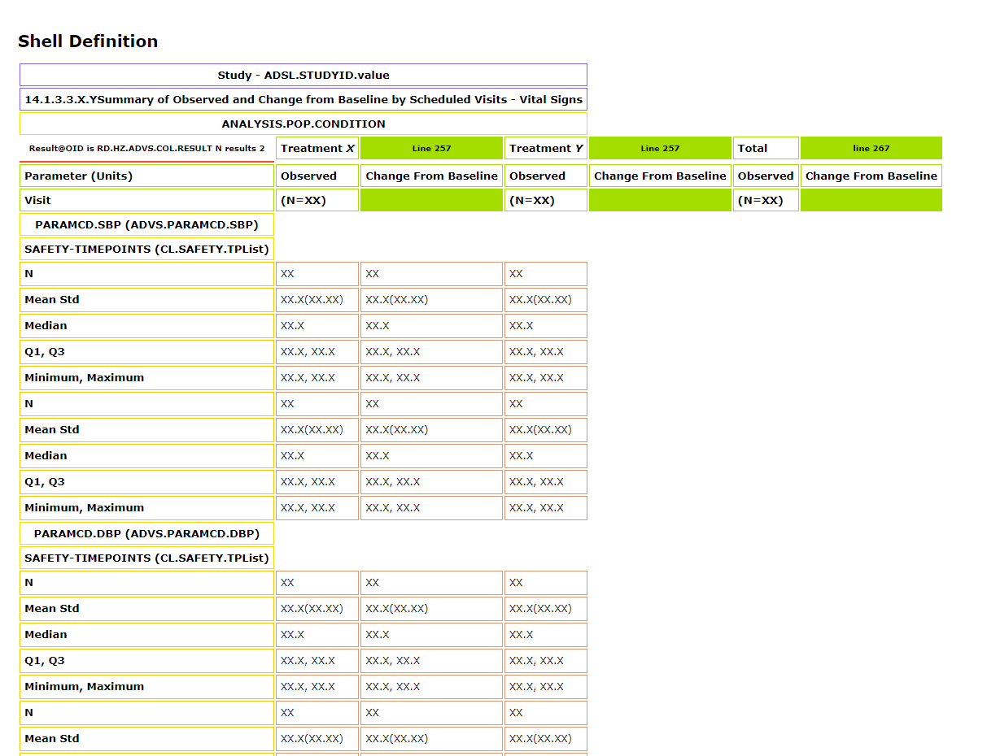 Shell Definition
Study - ADSL.STUDYID.value
14.1.3.3.X.YSummary of Observed and Change from Baseline by Scheduled Visits - Vital Signs
ANALYSIS.POP.CONDITION
Result@OID is RD.HZ.ADVS.COL.RESULT N results 2 Treatment X Line 257 Treatment Y Line 257 Total line 267
Parameter (Units) Observed Change From Baseline Observed Change From Baseline Observed Change From Baseline
Visit (N=XX) (N=XX) (N=XX)
PARAMCD.SBP (ADVS.PARAMCD.SBP)
SAFETY-TIMEPOINTS (CL.SAFETY.TPList)
N XX XX XX
Mean Std XX.X(XX.XX) XX.X(XX.XX) XX.X(XX.XX)
Median XX.X XX.X XX.X
Q1, Q3 XX.X, XX.X XX.X, XX.X XX.X, XX.X
Minimum, Maximum XX.X, XX.X XX.X, XX.X XX.X, XX.X
N XX XX XX
Mean Std XX.X(XX.XX) XX.X(XX.XX) XX.X(XX.XX)
Median XX.X XX.X XX.X
Q1, Q3 XX.X, XX.X XX.X, XX.X XX.X, XX.X
Minimum, Maximum XX.X, XX.X XX.X, XX.X XX.X, XX.X
PARAMCD.DBP (ADVS.PARAMCD.DBP)
SAFETY-TIMEPOINTS (CL.SAFETY.TPList)
N XX XX XX
Mean Std XX.X(XX.XX) XX.X(XX.XX) XX.X(XX.XX)
Median XX.X XX.X XX.X
Q1, Q3 XX.X, XX.X XX.X, XX.X XX.X, XX.X
Minimum, Maximum XX.X, XX.X XX.X, XX.X XX.X, XX.X
N XX XX XX
Mean Std XX.X(XX.XX) XX.X(XX.XX) XX.X(XX.XX)